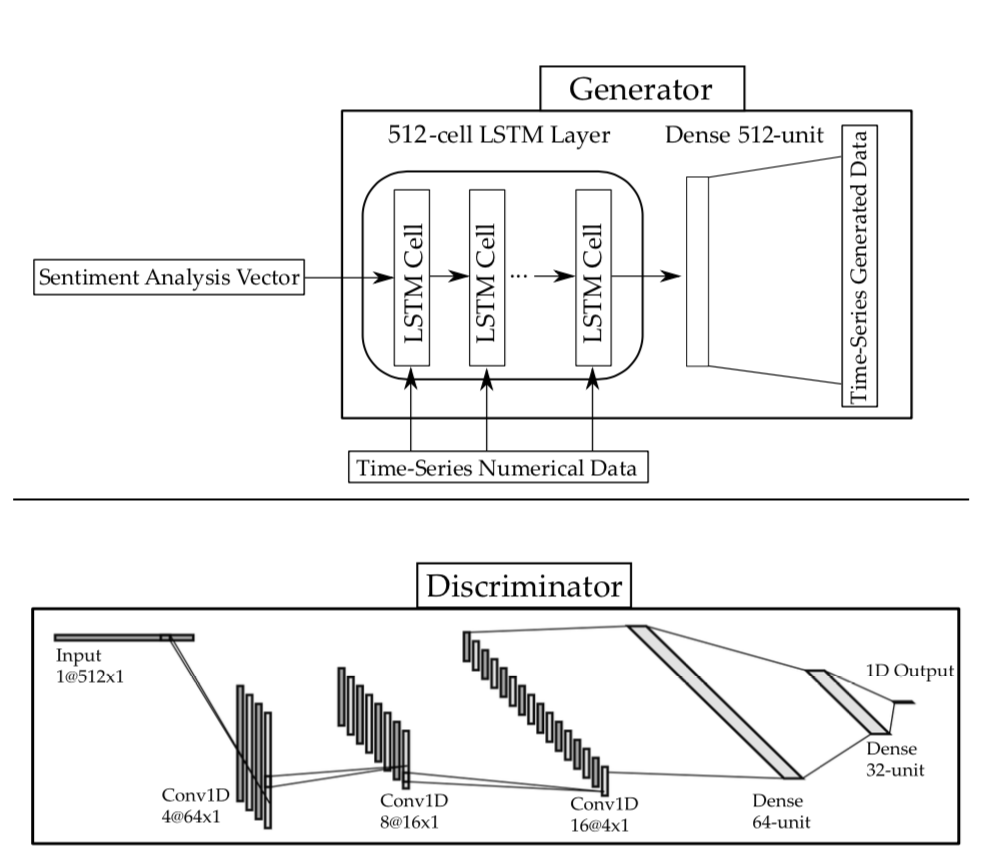 Generator
512-cell LSTM Layer
Dense 512-unit
Sentiment Analysis Vector
LSTM Cell
LSTM Cell
...
LSTM Cell
Time-Series Generated Data
Time-Series Numerical Data
Discriminator
Input
1@512x1
Conv1D
4@64x1
Conv1D
8@16x1
Conv1D
16@4x1
Dense
64-unit
1D Output
Dense
32-unit